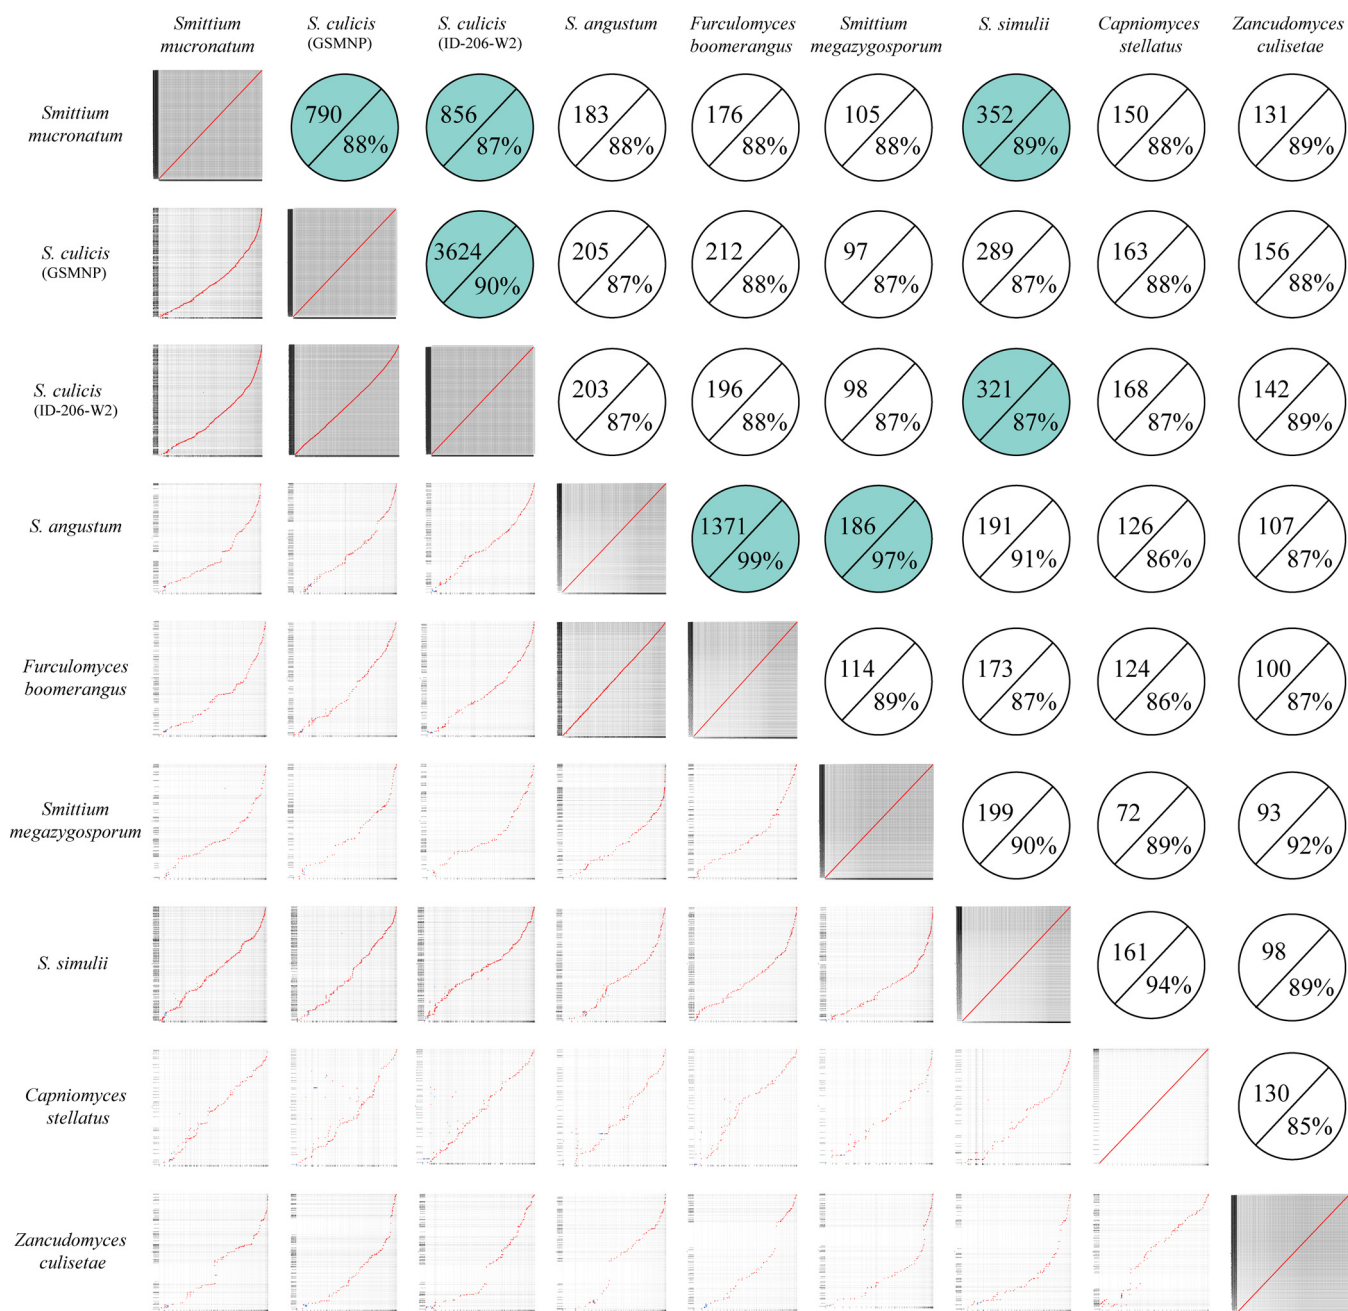 Smittium
mucronatum
S. culicis
(GSMNP)
S. culicis
(ID-206-W2)
S. angustum
Furculomyces
boomerangus
Smittium
megazygosporum
S. simulii
Capniomyces
stellatus
Zancudomyces
culisetae
Smittium
mucronatum
790
88%
856
87%
183
88%
176
88%
105
88%
352
89%
150
88%
131
89%
S. culicis
(GSMNP)
3624
90%
205
87%
212
88%
97
87%
289
87%
163
88%
156
88%
S. culicis
(ID-206-W2)
203
87%
196
88%
98
87%
321
87%
168
87%
142
89%
S. angustum
1371
99%
186
97%
191
91%
126
86%
107
87%
Furculomyces
boomerangus
114
89%
173
87%
124
86%
100
87%
Smittium
megazygosporum
199
90%
72
89%
93
92%
S. simulii
161
94%
98
89%
Capniomyces
stellatus
130
85%
Zancudomyces
culisetae